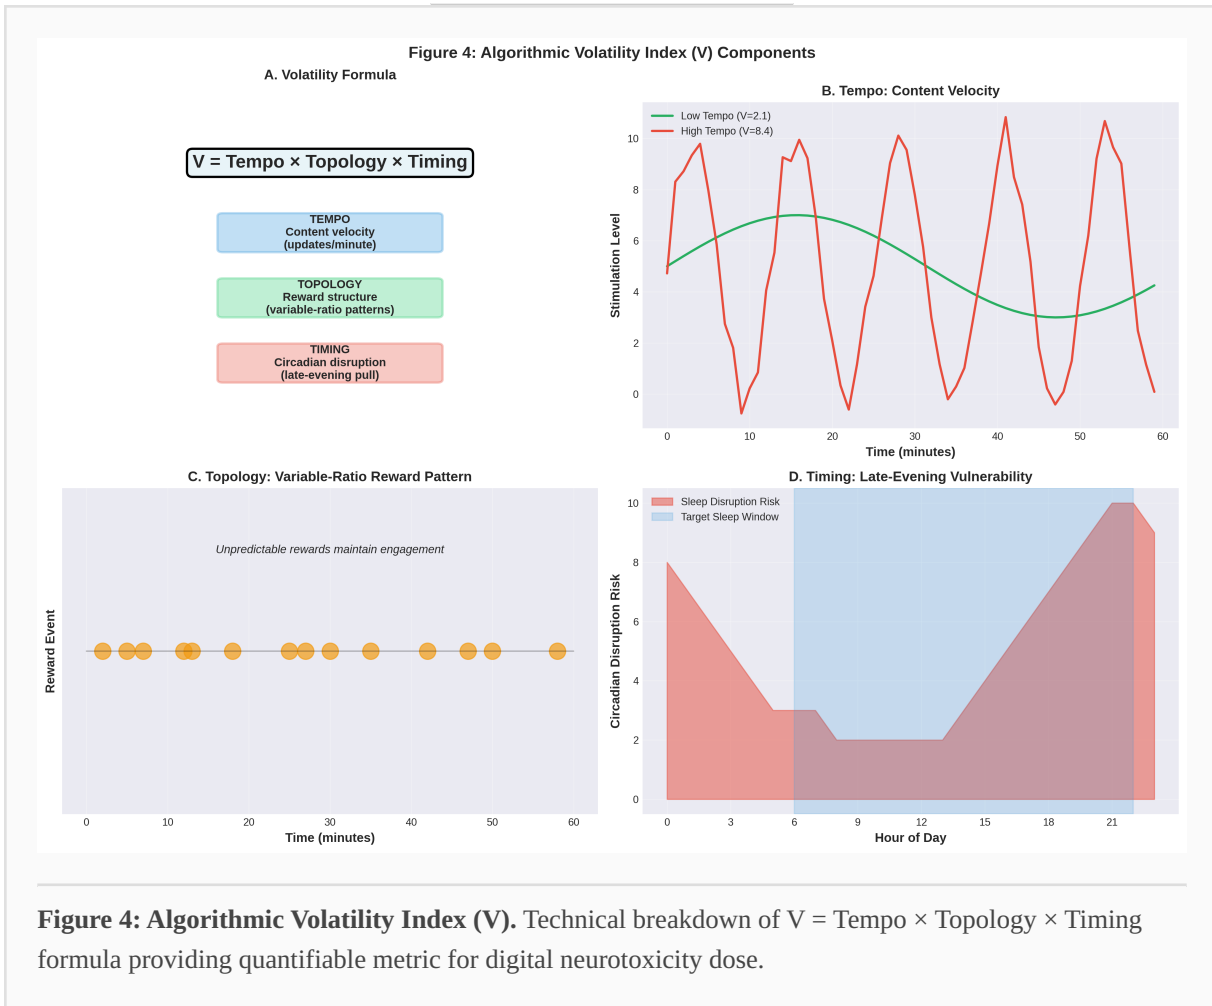 Figure 4: Algorithmic Volatility Index (V) Components
A. Volatility Formula
V = Tempo × Topology × Timing
TEMPO
Content velocity
(updates/minute)
TOPOLOGY
Reward structure
(variable-ratio patterns)
TIMING
Circadian disruption
(late-evening pull)
B. Tempo: Content Velocity
Low Tempo (V=2.1)
High Tempo (V=8.4)
Stimulation Level
10
8
6
4
2
0
0 10 20 30 40 50 60
Time (minutes)
C. Topology: Variable-Ratio Reward Pattern
Unpredictable rewards maintain engagement
Reward Event
0 10 20 30 40 50 60
Time (minutes)
D. Timing: Late-Evening Vulnerability
Sleep Disruption Risk
Target Sleep Window
Circadian Disruption Risk
10
8
6
4
2
0
0 3 6 9 12 15 18 21
Hour of Day
Figure 4: Algorithmic Volatility Index (V). Technical breakdown of V = Tempo × Topology × Timing
formula providing quantifiable metric for digital neurotoxicity dose.